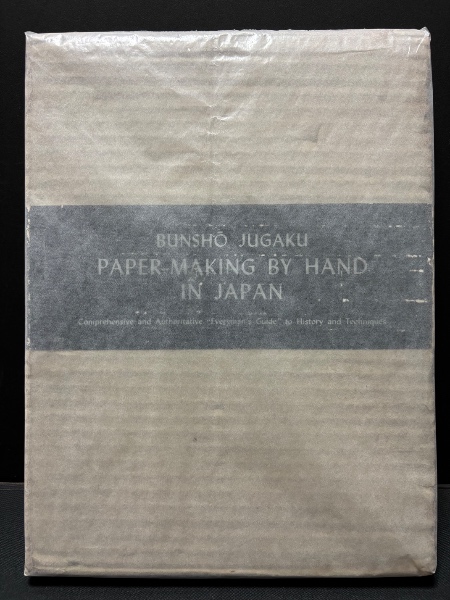 BUNSHŌ JUGAKU
PAPER-MAKING BY HAND
IN JAPAN
Comprehensive and Authoritative "Everyman's Guide" to History and Techniques